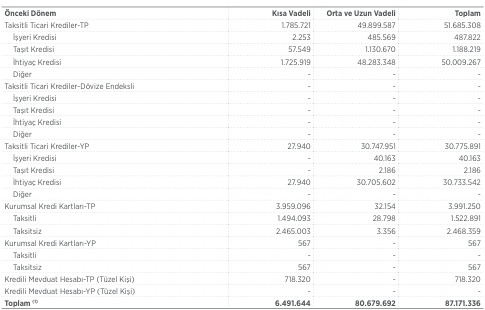 Önceki Dönem Kısa Vadeli Orta ve Uzun Vadeli Toplam
Taksitli Ticari Krediler-TP 1.785.721 49.899.587 51.685.308
İşyeri Kredisi 2.253 485.569 487.822
Taşıt Kredisi 57.549 1.130.670 1.188.219
İhtiyaç Kredisi 1.725.919 48.283.348 50.009.267
Diğer - - -
Taksitli Ticari Krediler-Dövize Endeksli - - -
İşyeri Kredisi - - -
Taşıt Kredisi - - -
İhtiyaç Kredisi - - -
Diğer - - -
Taksitli Ticari Krediler-YP 27.940 30.747.951 30.775.891
İşyeri Kredisi - 40.163 40.163
Taşıt Kredisi - 2.186 2.186
İhtiyaç Kredisi 27.940 30.705.602 30.733.542
Diğer - - -
Kurumsal Kredi Kartları-TP 3.959.096 32.154 3.991.250
Taksitli 1.494.093 28.798 1.522.891
Taksitsiz 2.465.003 3.356 2.468.359
Kurumsal Kredi Kartları-YP 567 - 567
Taksitli - - -
Taksitsiz 567 - 567
Kredili Mevduat Hesabı-TP (Tüzel Kişi) 718.320 - 718.320
Kredili Mevduat Hesabı-YP (Tüzel Kişi) - - -
Toplam (1) 6.491.644 80.679.692 87.171.336